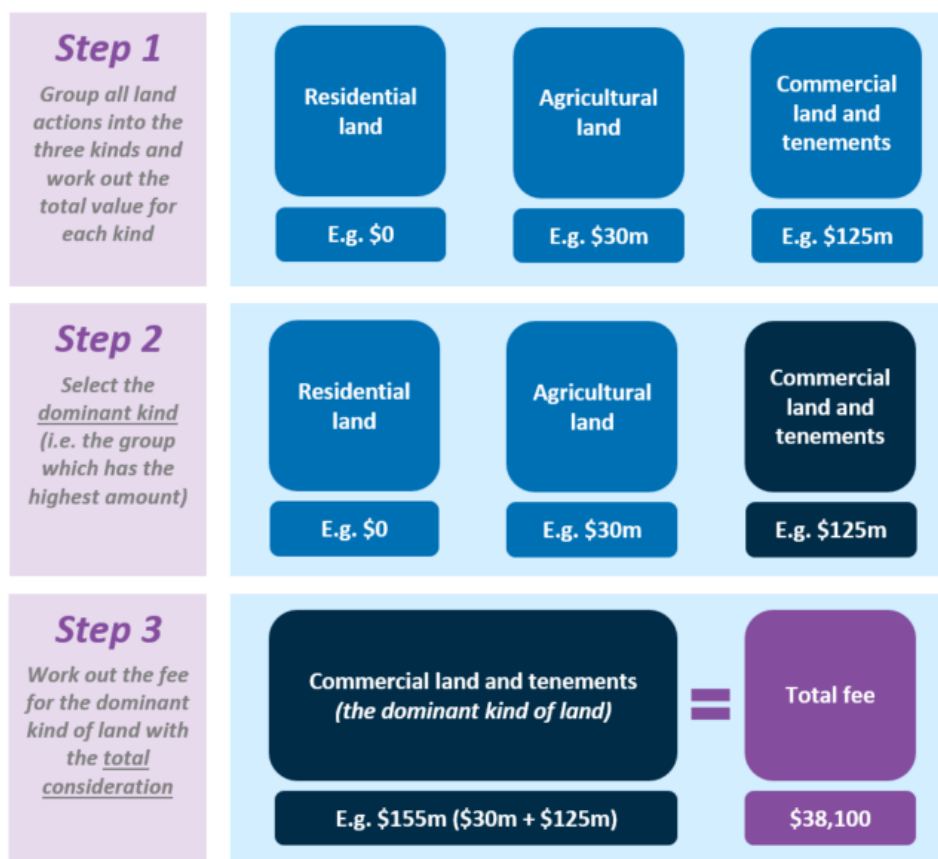 Step 1
Group all land
actions into the
three kinds and
work out the
total value for
each kind
Residential
land
Agricultural
land
Commercial
land and
tenements
E.g. $0
E.g. $30m
E.g. $125m
Step 2
Select the
dominant kind
(i.e. the group
which has the
highest amount)
Residential
land
Agricultural
land
Commercial
land and
tenements
E.g. $0
E.g. $30m
E.g. $125m
Step 3
Work out the fee
for the dominant
kind of land with
the total
consideration
Commercial land and tenements
(the dominant kind of land)
=
Total fee
E.g. $155m ($30m + $125m)
$38,100